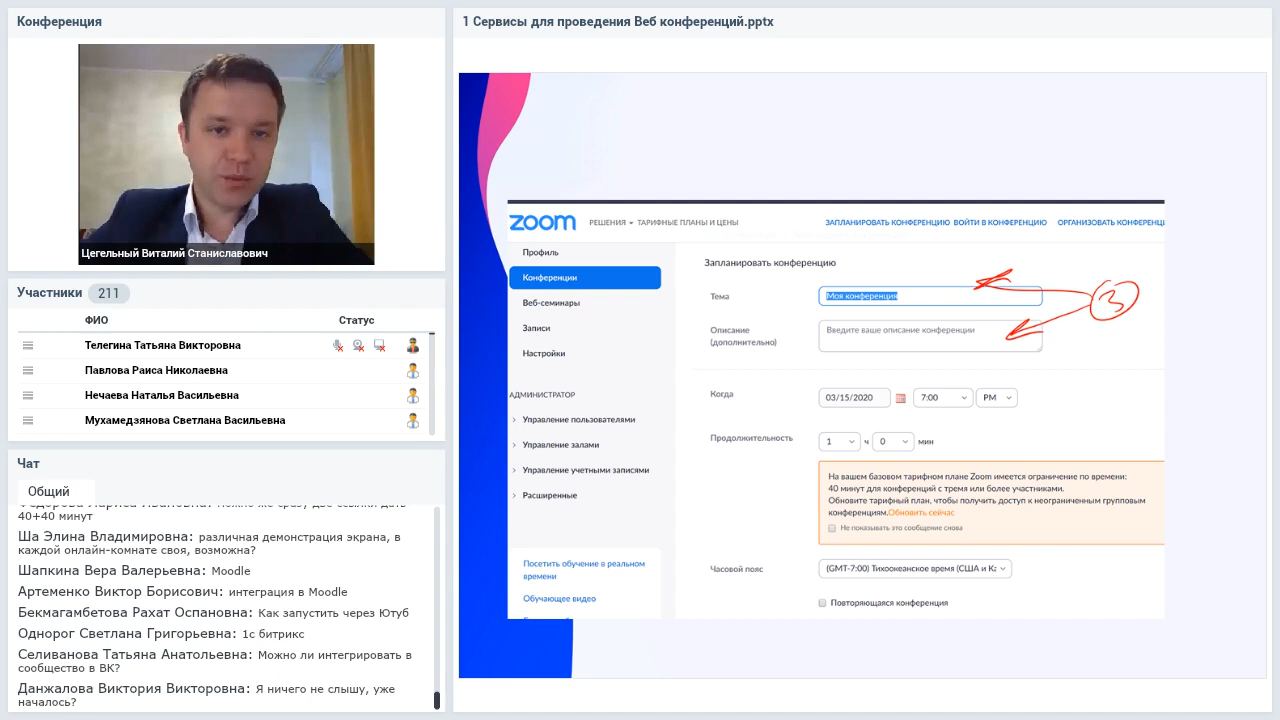 Конференция
Цегельный Виталий Станиславович
Участники 211
ФИО Статус
Телегина Татьяна Викторовна
Павлова Раиса Николаевна
Нечаева Наталья Васильевна
Мухамедзянова Светлана Васильевна
Чат
Общий
40+40 минут
Ша Элина Владимировна: различная демонстрация экрана, в
каждой онлайн-комнате своя, возможна?
Шапкина Вера Валерьевна: Moodle
Артеменко Виктор Борисович: интеграция в Moodle
Бекмагамбетова Рахат Оспановна: Как запустить через Ютуб
Однорог Светлана Григорьевна: 1с битрикс
Селиванова Татьяна Анатольевна: Можно ли интегрировать в
сообщество в ВК?
Данжалова Виктория Викторовна: Я ничего не слышу, уже
началось?
1 Сервисы для проведения Веб конференций.pptx
zoom РЕШЕНИЯ ТАРИФНЫЕ ПЛАНЫ И ЦЕНЫ ЗАПЛАНИРОВАТЬ КОНФЕРЕНЦИЮ ВОЙТИ В КОНФЕРЕНЦИЮ ОРГАНИЗОВАТЬ КОНФЕРЕНЦ
Профиль
Конференции
Веб-семинары
Записи
Настройки
АДМИНИСТРАТОР
Управление пользователями
Управление залами
Управление учетными записями
Расширенные
Посетить обучение в реальном
времени
Обучающее видео
Запланировать конференцию
Тема Моя конференция
3
Описание Введите ваше описание конференции
(дополнительно)
Когда 03/15/2020 7:00 PM
Продолжительность 1 ч 0 мин
На вашем базовом тарифном плане Zoom имеется ограничение по времени:
40 минут для конференций с тремя или более участниками.
Обновите тарифный план, чтобы получить доступ к неограниченным групповым
конференциям.Обновить сейчас
Не показывать это сообщение снова
Часовой пояс (GMT-7:00) Тихоокеанское время (США и Ка
Повторяющаяся конференция